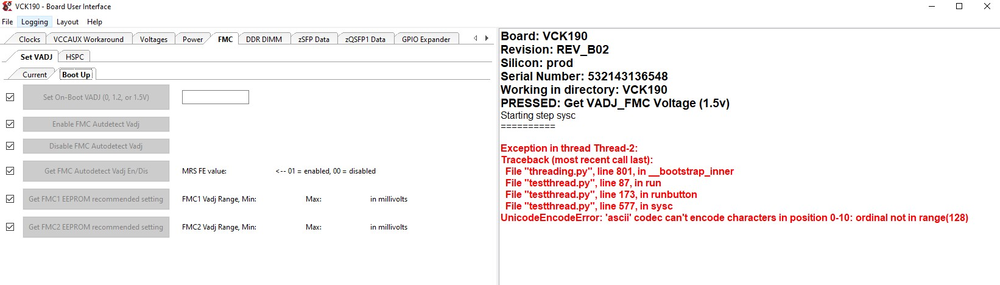 VCK190 - Board User Interface
File Logging Layout Help
Clocks VCCAUX Workaround Voltages Power FMC DDR DIMM zSFP Data zQSFP1 Data GPIO Expander
Set VADJ HSPC
Current Boot Up
Set On-Boot VADJ (0, 1.2, or 1.5V)
Enable FMC Autdetect Vadj
Disable FMC Autodetect Vadj
Get FMC Autodetect Vadj En/Dis MRS FE value: <-- 01 = enabled, 00 = disabled
Get FMC1 EEPROM recommended setting FMC1 Vadj Range, Min: Max: in millivolts
Get FMC2 EEPROM recommended setting FMC2 Vadj Range, Min: Max: in millivolts
Board: VCK190
Revision: REV_B02
Silicon: prod
Serial Number: 532143136548
Working in directory: VCK190
PRESSED: Get VADJ_FMC Voltage (1.5v)
Starting step sysc
==========
Exception in thread Thread-2:
Traceback (most recent call last):
File "threading.py", line 801, in __bootstrap_inner
File "testthread.py", line 87, in run
File "testthread.py", line 173, in runbutton
File "testthread.py", line 577, in sysc
UnicodeEncodeError: 'ascii' codec can't encode characters in position 0-10: ordinal not in range(128)